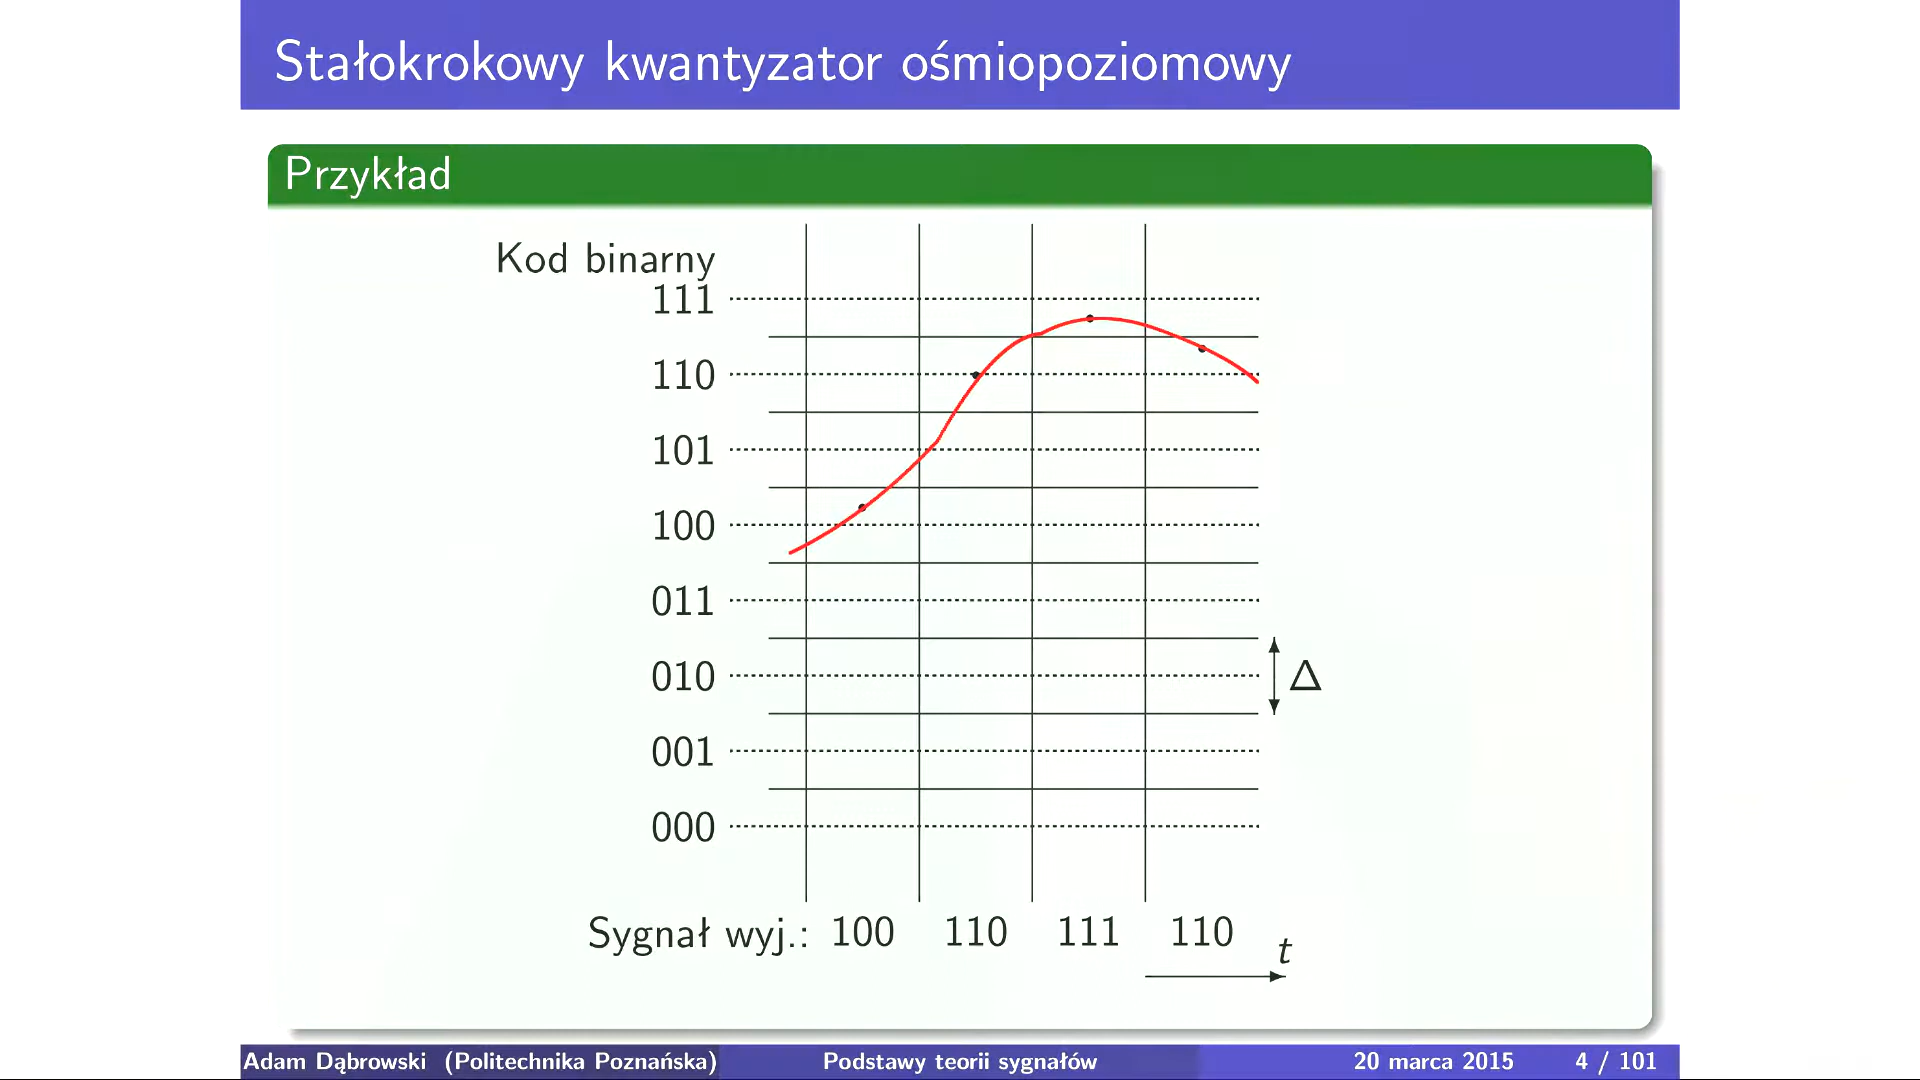 Stałokrokowy kwantyzator ośmiopoziomowy
Przykład
Kod binarny
111
110
101
100
011
010
Δ
001
000
Sygnał wyj.: 100 110 111 110
t
Adam Dąbrowski (Politechnika Poznańska) Podstawy teorii sygnałów 20 marca 2015 4 / 101